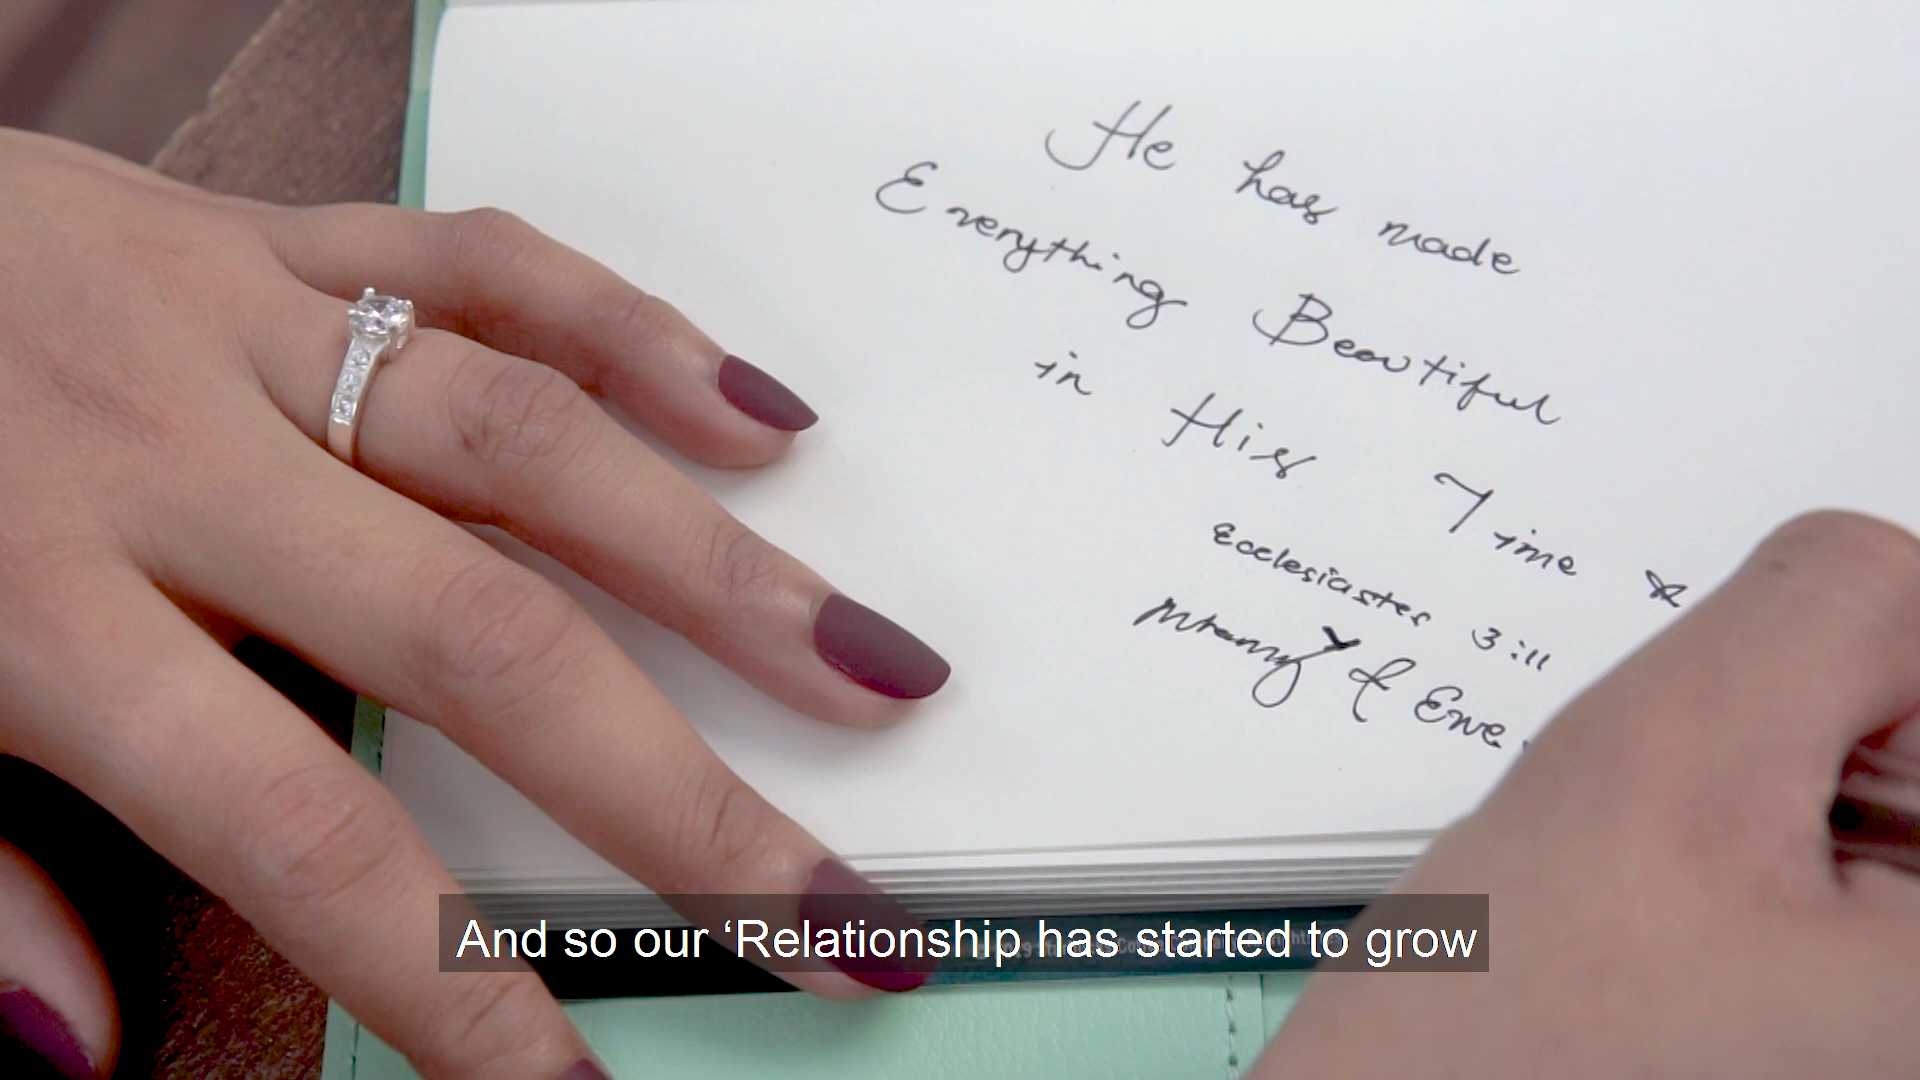 He has made
Everything Beautiful
in His Time
Ecclesiastes 3:11
& Erve
And so our ‘Relationship has started to grow